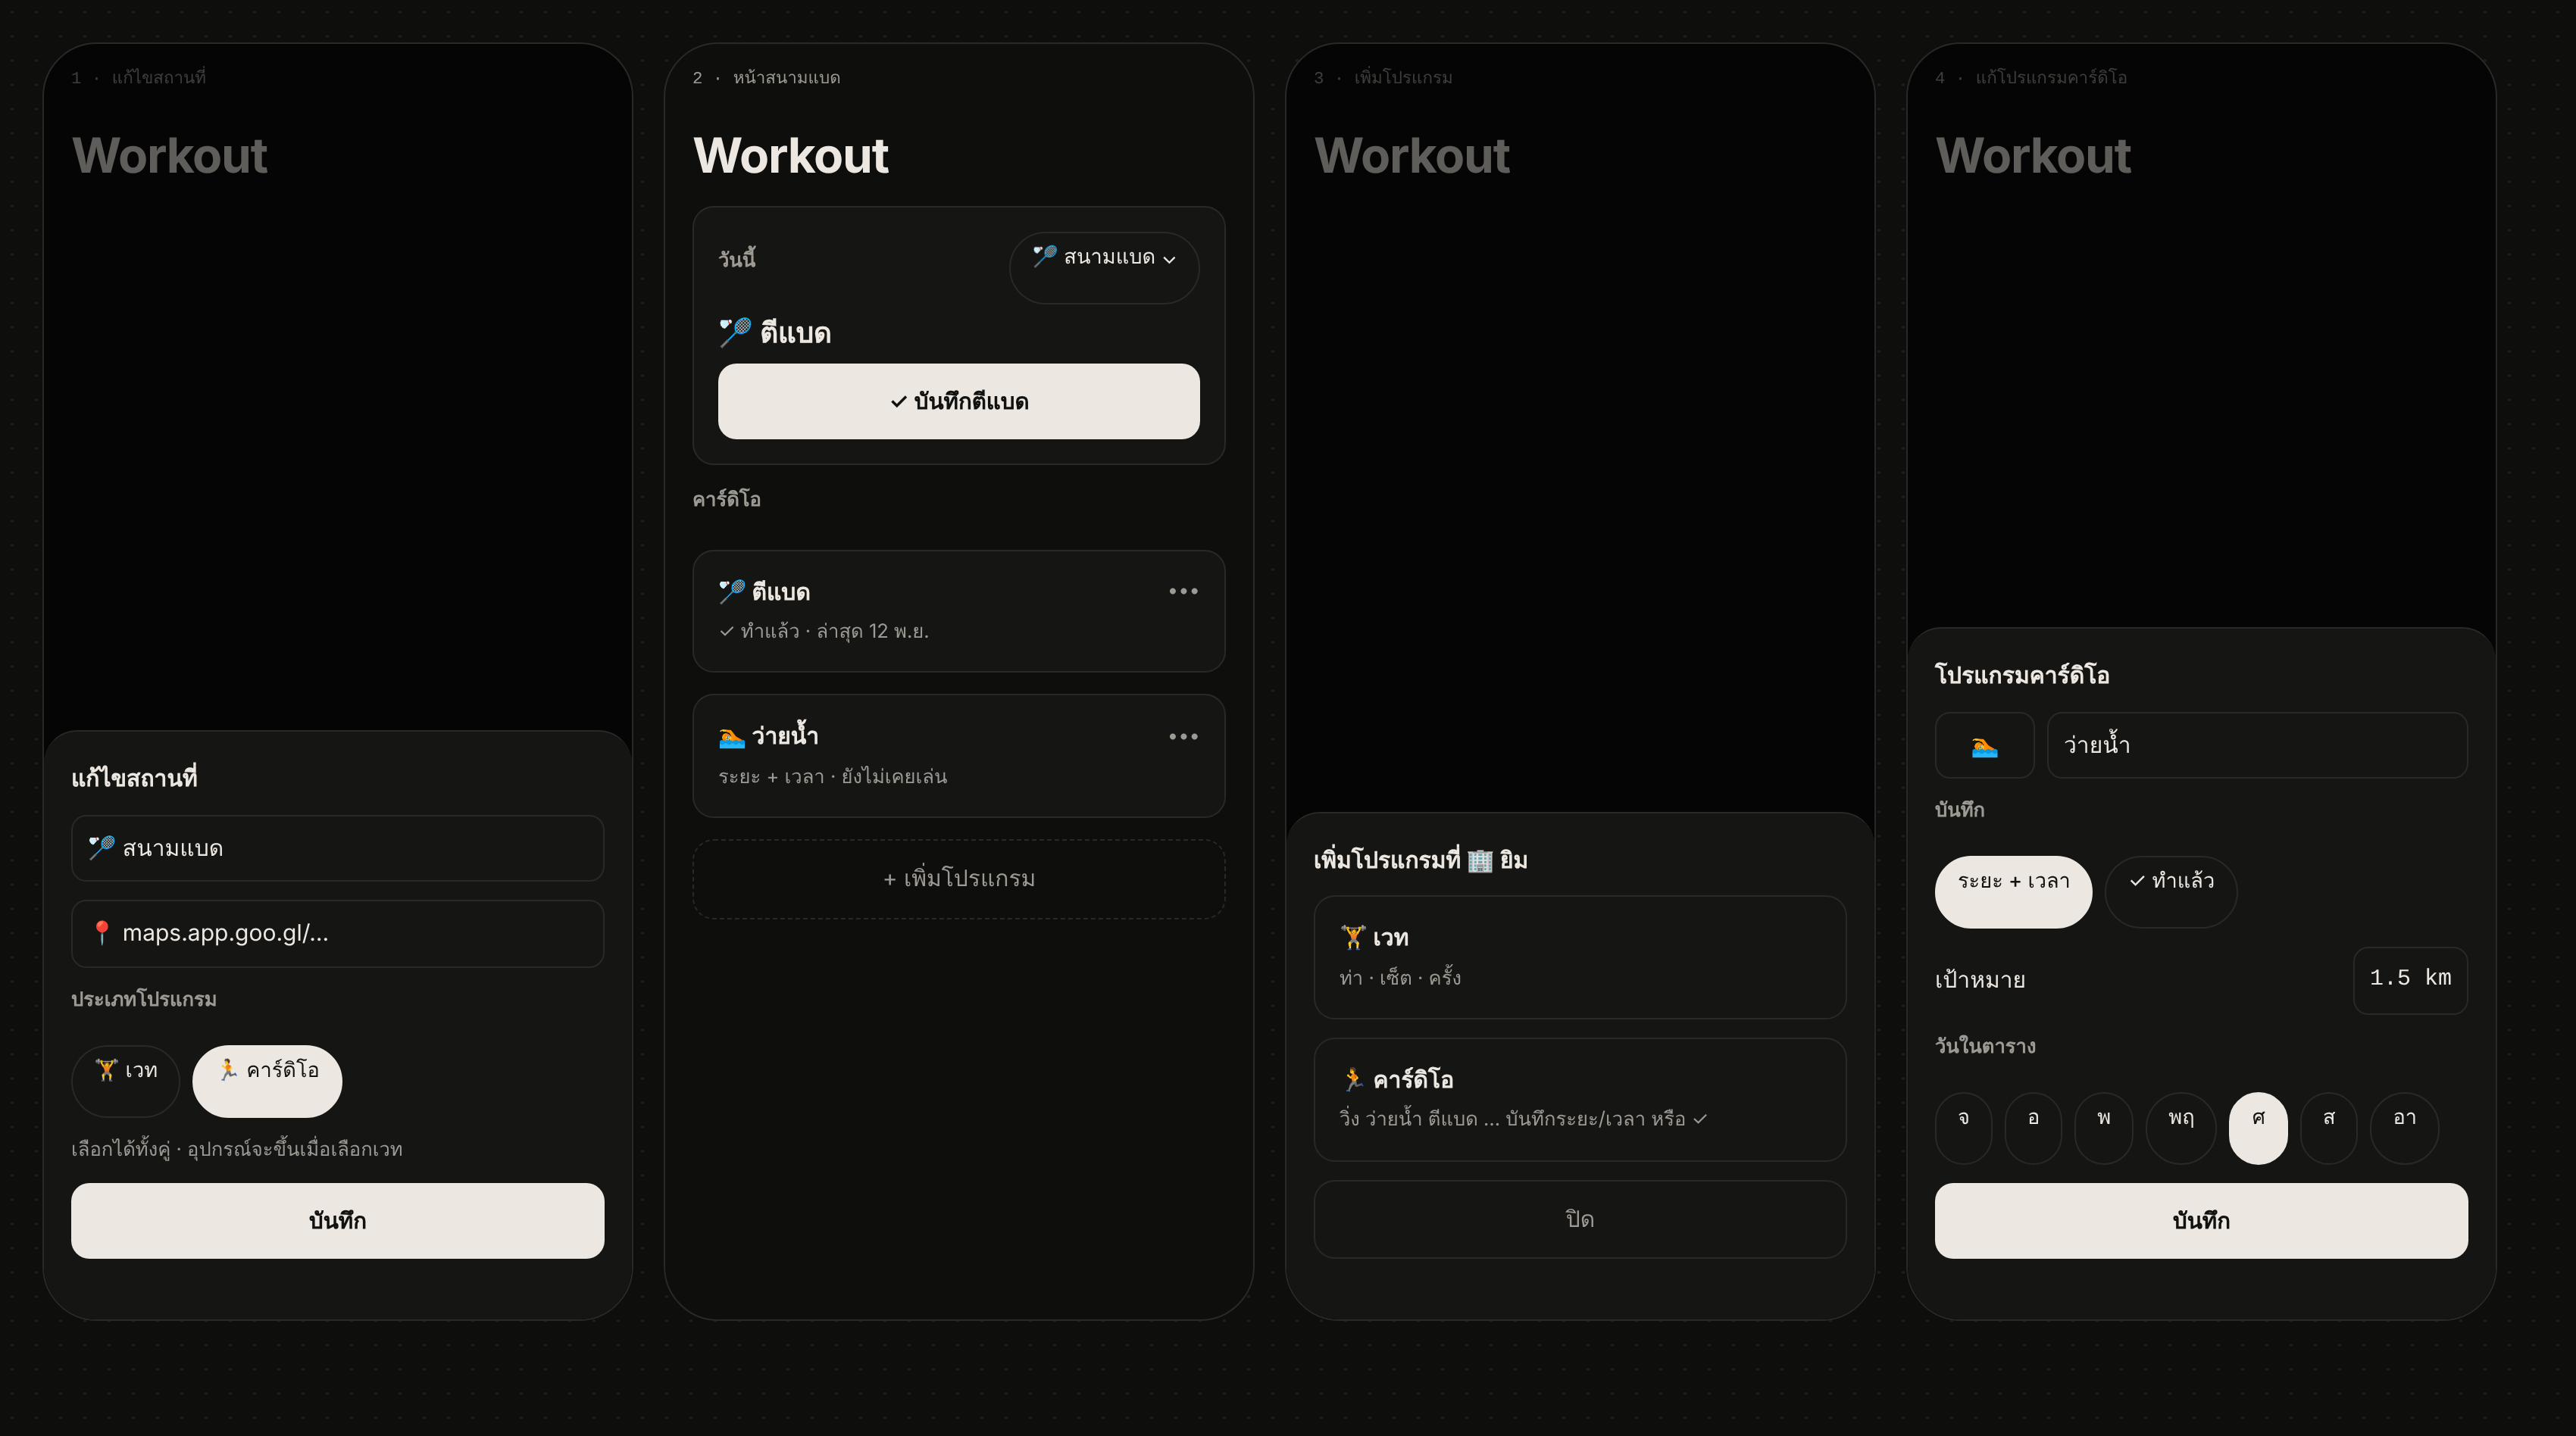 1 · แก้ไขสถานที่
Workout
แก้ไขสถานที่
🏸 สนามแบด
📍 maps.app.goo.gl/...
ประเภทโปรแกรม
🏋️ เวท
🏃 คาร์ดิโอ
เลือกได้ทั้งคู่ · อุปกรณ์จะขึ้นเมื่อเลือกเวท
บันทึก
2 · หน้าสนามแบด
Workout
วันนี้
🏸 สนามแบด
🏸 ตีแบด
✓ บันทึกตีแบด
คาร์ดิโอ
🏸 ตีแบด
✓ ทำแล้ว · ล่าสุด 12 พ.ย.
🏊 ว่ายน้ำ
ระยะ + เวลา · ยังไม่เคยเล่น
+ เพิ่มโปรแกรม
3 · เพิ่มโปรแกรม
Workout
เพิ่มโปรแกรมที่ 🏢 ยิม
🏋️ เวท
ท่า · เซ็ต · ครั้ง
🏃 คาร์ดิโอ
วิ่ง ว่ายน้ำ ตีแบด ... บันทึกระยะ/เวลา หรือ ✓
ปิด
4 · แก้โปรแกรมคาร์ดิโอ
Workout
โปรแกรมคาร์ดิโอ
🏊 ว่ายน้ำ
บันทึก
ระยะ + เวลา
✓ ทำแล้ว
เป้าหมาย
1.5 km
วันในตาราง
จ อ พ พฤ ศ ส อา
บันทึก